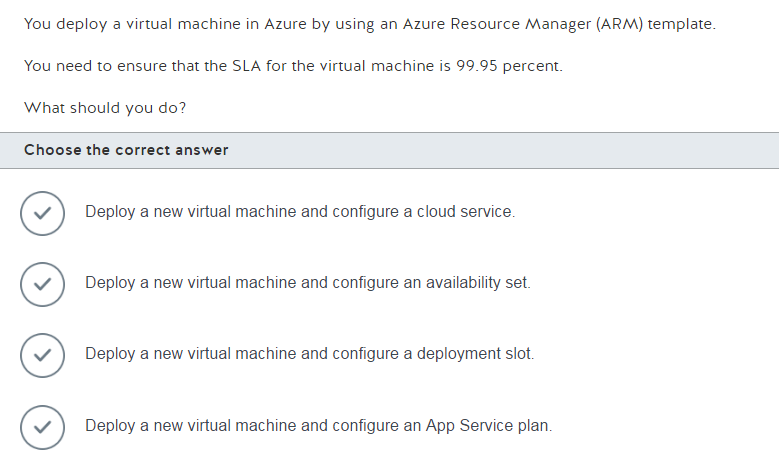 You deploy a virtual machine in Azure by using an Azure Resource Manager (ARM) template.
You need to ensure that the SLA for the virtual machine is 99.95 percent.
What should you do?
Choose the correct answer
Deploy a new virtual machine and configure a cloud service.
Deploy a new virtual machine and configure an availability set.
Deploy a new virtual machine and configure a deployment slot.
Deploy a new virtual machine and configure an App Service plan.